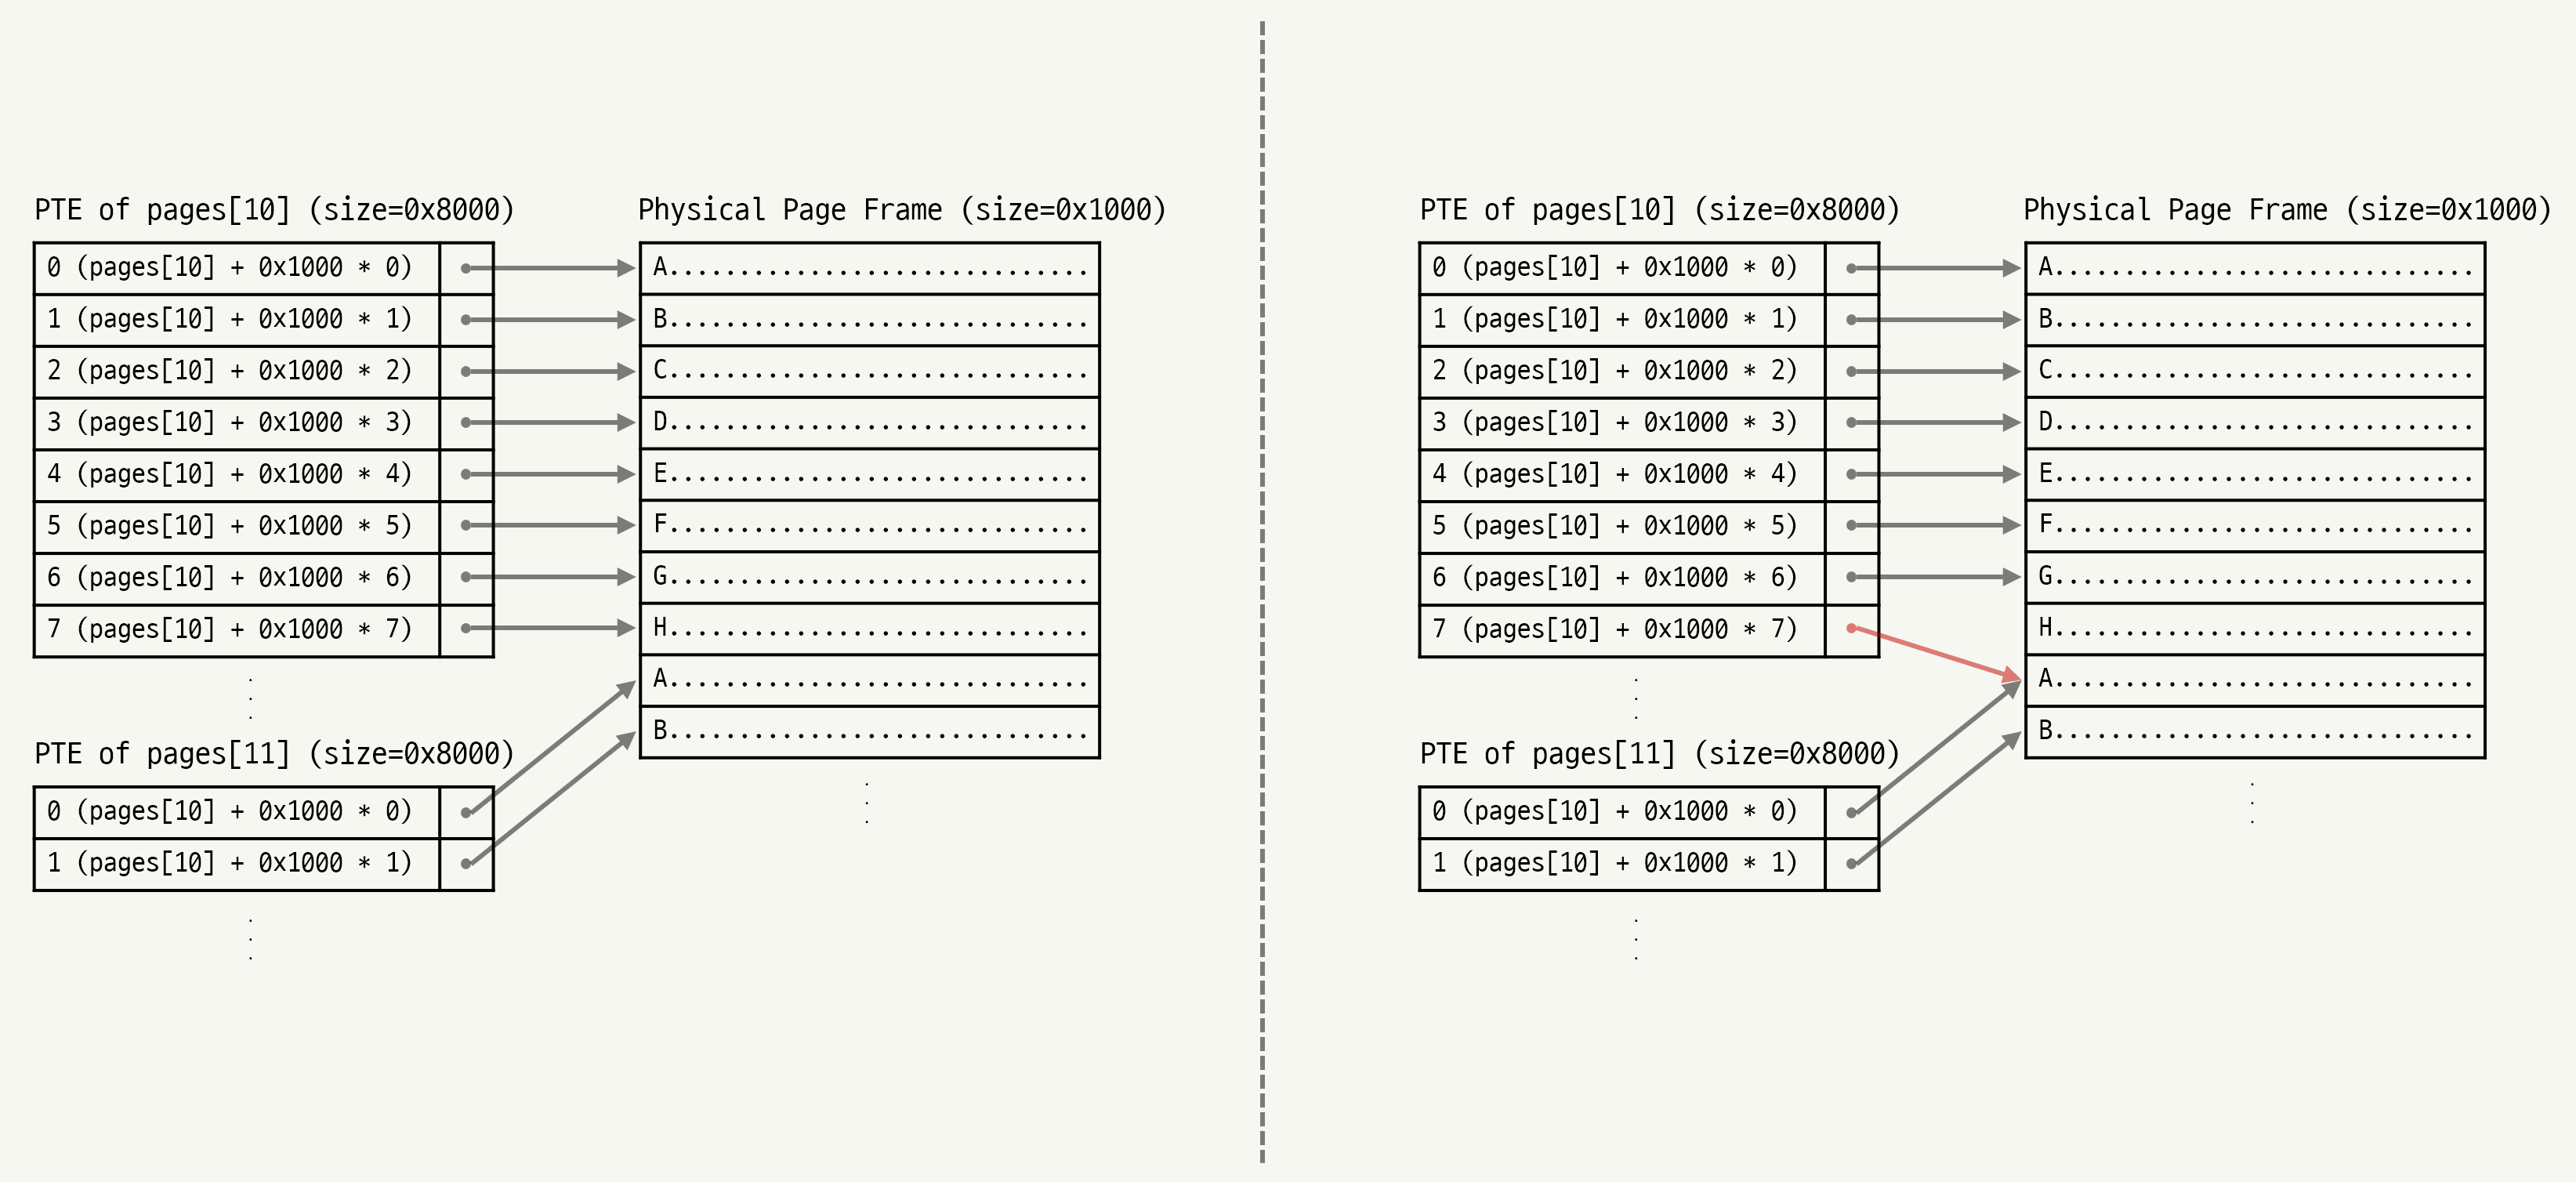 PTE of pages[10] (size=0x8000)
0 (pages[10] + 0x1000 * 0)
1 (pages[10] + 0x1000 * 1)
2 (pages[10] + 0x1000 * 2)
3 (pages[10] + 0x1000 * 3)
4 (pages[10] + 0x1000 * 4)
5 (pages[10] + 0x1000 * 5)
6 (pages[10] + 0x1000 * 6)
7 (pages[10] + 0x1000 * 7)
.
.
.
PTE of pages[11] (size=0x8000)
0 (pages[10] + 0x1000 * 0)
1 (pages[10] + 0x1000 * 1)
.
.
.
Physical Page Frame (size=0x1000)
A..............................
B..............................
C..............................
D..............................
E..............................
F..............................
G..............................
H..............................
A..............................
B..............................
.
.
.
PTE of pages[10] (size=0x8000)
0 (pages[10] + 0x1000 * 0)
1 (pages[10] + 0x1000 * 1)
2 (pages[10] + 0x1000 * 2)
3 (pages[10] + 0x1000 * 3)
4 (pages[10] + 0x1000 * 4)
5 (pages[10] + 0x1000 * 5)
6 (pages[10] + 0x1000 * 6)
7 (pages[10] + 0x1000 * 7)
.
.
.
PTE of pages[11] (size=0x8000)
0 (pages[10] + 0x1000 * 0)
1 (pages[10] + 0x1000 * 1)
.
.
.
Physical Page Frame (size=0x1000)
A..............................
B..............................
C..............................
D..............................
E..............................
F..............................
G..............................
H..............................
A..............................
B..............................
.
.
.